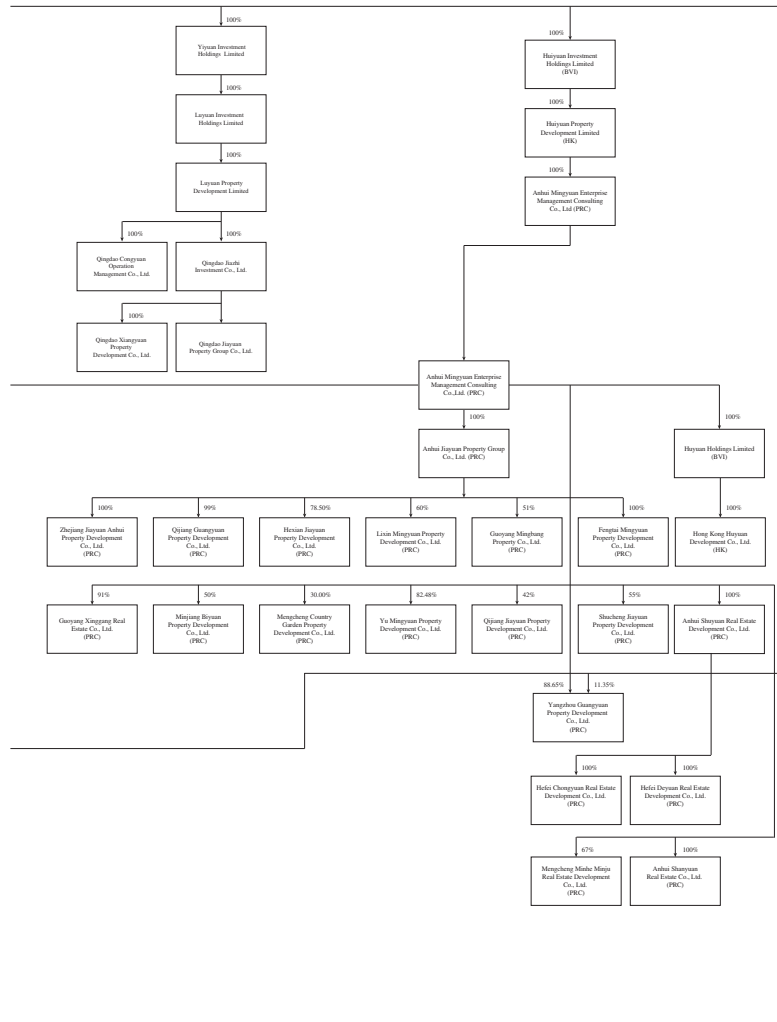 100%
Yiyuan Investment
Holdings Limited
100%
Luyuan Investment
Holdings Limited
100%
Luyuan Property
Development Limited
100%
100%
Qingdao Congyuan
Operation
Management Co., Ltd.
Qingdao Jiazhi
Investment Co., Ltd.
100%
Qingdao Xiangyuan
Property
Development Co., Ltd.
Qingdao Jiayuan
Property Group Co., Ltd.
100%
Huiyuan Investment
Holdings Limited
(BVI)
100%
Huiyuan Property
Development Limited
(HK)
100%
Anhui Mingyuan Enterprise
Management Consulting
Co., Ltd (PRC)
Anhui Mingyuan Enterprise
Management Consulting
Co.,Ltd. (PRC)
100%
100%
Anhui Jiayuan Property Group
Co., Ltd. (PRC)
Huyuan Holdings Limited
(BVI)
100%
99%
78.50%
60%
51%
100%
100%
Zhejiang Jiayuan Anhui
Property Development
Co., Ltd.
(PRC)
Qijiang Guangyuan
Property Development
Co., Ltd.
(PRC)
Hexian Jiayuan
Property Development
Co., Ltd.
(PRC)
Lixin Mingyuan Property
Development Co., Ltd.
(PRC)
Guoyang Mingbang
Property Co., Ltd.
(PRC)
Fengtai Mingyuan
Property Development
Co., Ltd.
(PRC)
Hong Kong Huyuan
Development Co., Ltd.
(HK)
91%
50%
30.00%
82.48%
42%
55%
100%
Guoyang Xinggang Real
Estate Co., Ltd.
(PRC)
Minjiang Biyuan
Property Development
Co., Ltd.
(PRC)
Mengcheng Country
Garden Property
Development Co., Ltd.
(PRC)
Yu Mingyuan Property
Development Co., Ltd.
(PRC)
Qijiang Jiayuan Property
Development Co., Ltd.
(PRC)
Shucheng Jiayuan
Property Development
Co., Ltd.
(PRC)
Anhui Shuyuan Real Estate
Development Co., Ltd.
(PRC)
88.65%
11.35%
Yangzhou Guangyuan
Property Development
Co., Ltd.
(PRC)
100%
100%
Hefei Chongyuan Real Estate
Development Co., Ltd.
(PRC)
Hefei Deyuan Real Estate
Development Co., Ltd.
(PRC)
67%
100%
Mengcheng Minhe Minju
Real Estate Development
Co., Ltd.
(PRC)
Anhui Shanyuan
Real Estate Co., Ltd.
(PRC)